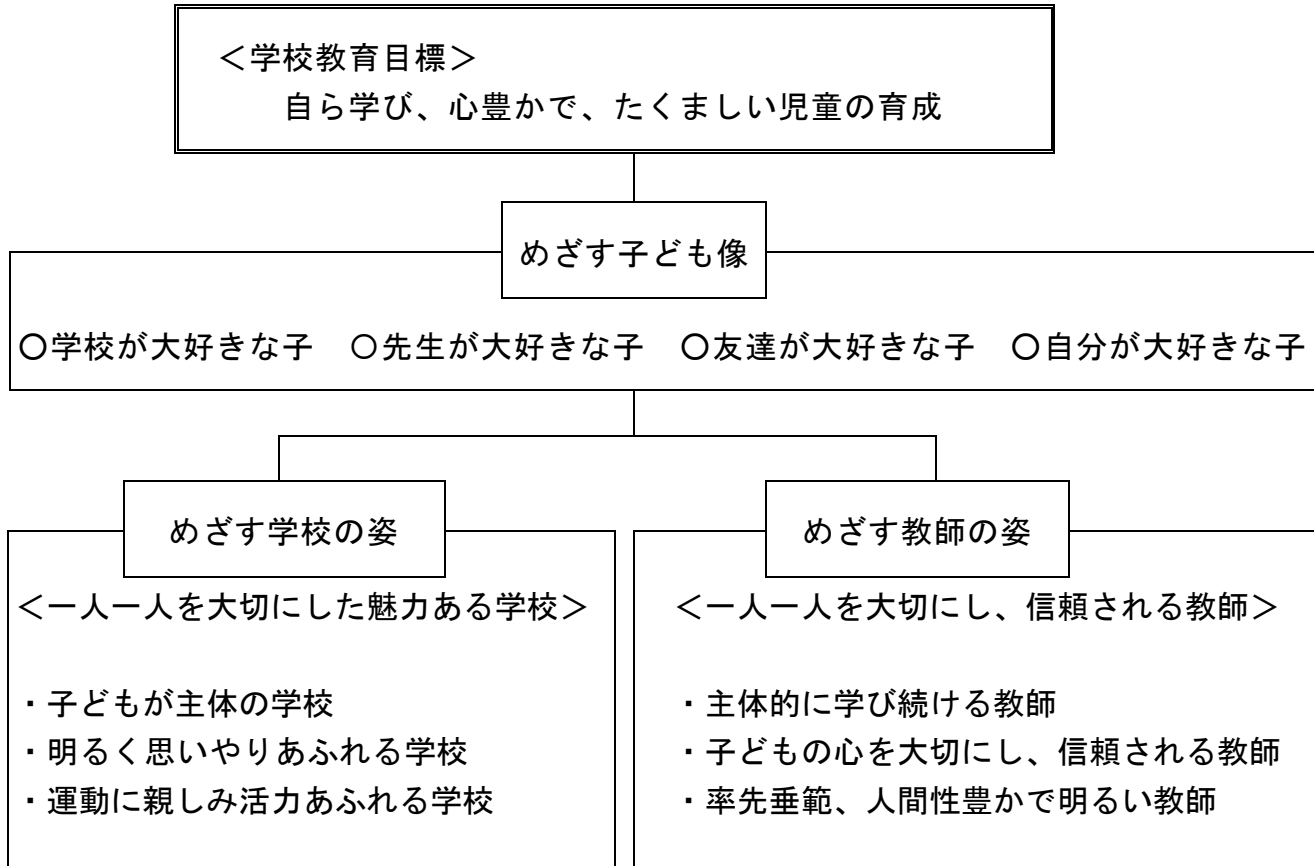 ＜学校教育目標＞
自ら学び、心豊かで、たくましい児童の育成
めざす子ども像
○学校が大好きな子　○先生が大好きな子　○友達が大好きな子　○自分が大好きな子
めざす学校の姿
＜一人一人を大切にした魅力ある学校＞
・子どもが主体の学校
・明るく思いやりあふれる学校
・運動に親しみ活力あふれる学校
めざす教師の姿
＜一人一人を大切にし、信頼される教師＞
・主体的に学び続ける教師
・子どもの心を大切にし、信頼される教師
・率先垂範、人間性豊かで明るい教師